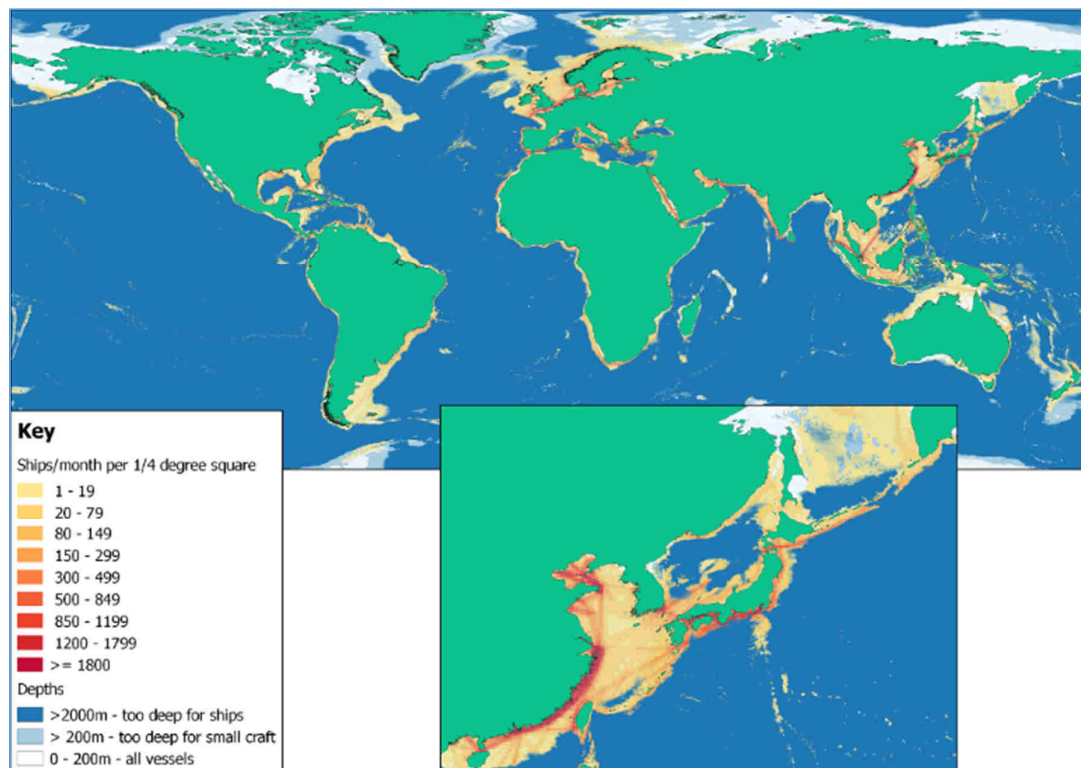 Key
Ships/month per 1/4 degree square
1 - 19
20 - 79
80 - 149
150 - 299
300 - 499
500 - 849
850 - 1199
1200 - 1799
>= 1800
Depths
>2000m - too deep for ships
> 200m - too deep for small craft
0 - 200m - all vessels